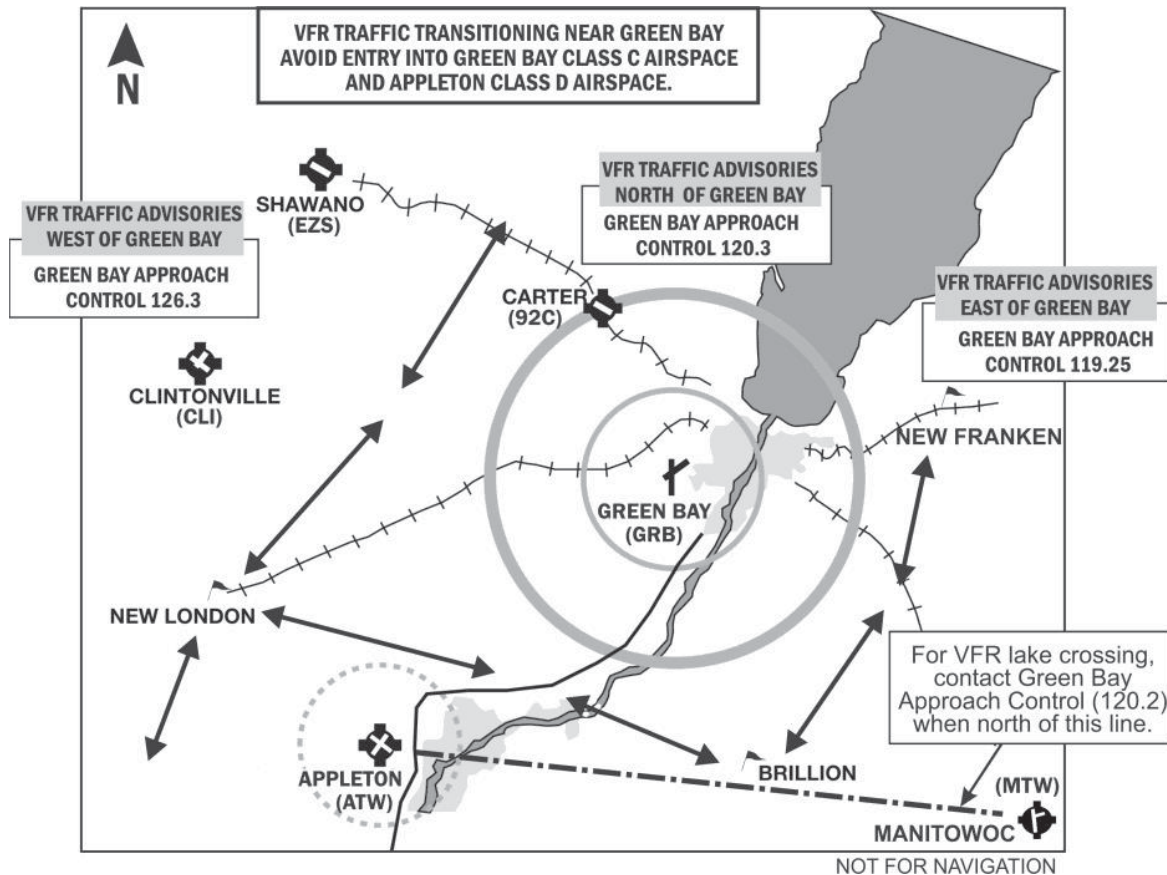 VFR TRAFFIC TRANSITIONING NEAR GREEN BAY
AVOID ENTRY INTO GREEN BAY CLASS C AIRSPACE
AND APPLETON CLASS D AIRSPACE.
N
SHAWANO
(EZS)
VFR TRAFFIC ADVISORIES
NORTH OF GREEN BAY
GREEN BAY APPROACH
CONTROL 120.3
VFR TRAFFIC ADVISORIES
WEST OF GREEN BAY
GREEN BAY APPROACH
CONTROL 126.3
VFR TRAFFIC ADVISORIES
EAST OF GREEN BAY
GREEN BAY APPROACH
CONTROL 119.25
CARTER
(92C)
CLINTONVILLE
(CLI)
NEW FRANKEN
GREEN BAY
(GRB)
NEW LONDON
For VFR lake crossing,
contact Green Bay
Approach Control (120.2)
when north of this line.
APPLETON
(ATW)
BRILLION
(MTW)
MANITOWOC
NOT FOR NAVIGATION